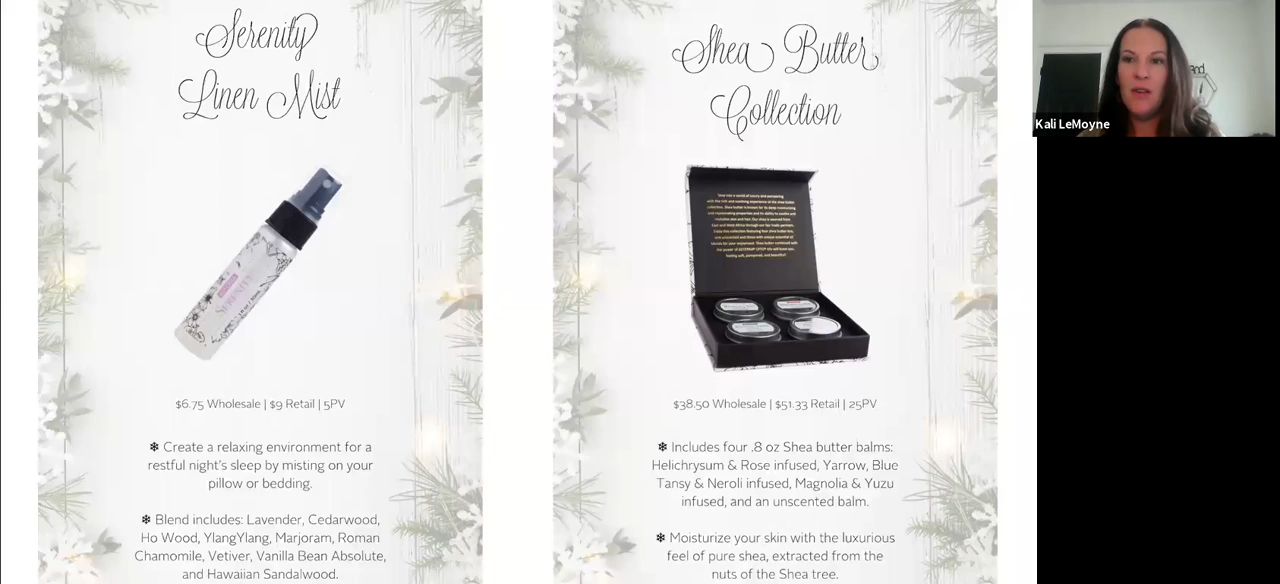 Serenity
Linen Mist
SERENITY
$6.75 Wholesale | $9 Retail | 5PV
❄ Create a relaxing environment for a
restful night's sleep by misting on your
pillow or bedding.
❄ Blend includes: Lavender, Cedarwood,
Ho Wood, YlangYlang, Marjoram, Roman
Chamomile, Vetiver, Vanilla Bean Absolute,
and Hawaiian Sandalwood.
Shea Butter
Collection
$38.50 Wholesale | $51.33 Retail | 25PV
❄ Includes four .8 oz Shea butter balms:
Helichrysum & Rose infused, Yarrow, Blue
Tansy & Neroli infused, Magnolia & Yuzu
infused, and an unscented balm.
❄ Moisturize your skin with the luxurious
feel of pure shea, extracted from the
nuts of the Shea tree.
Kali LeMoyne